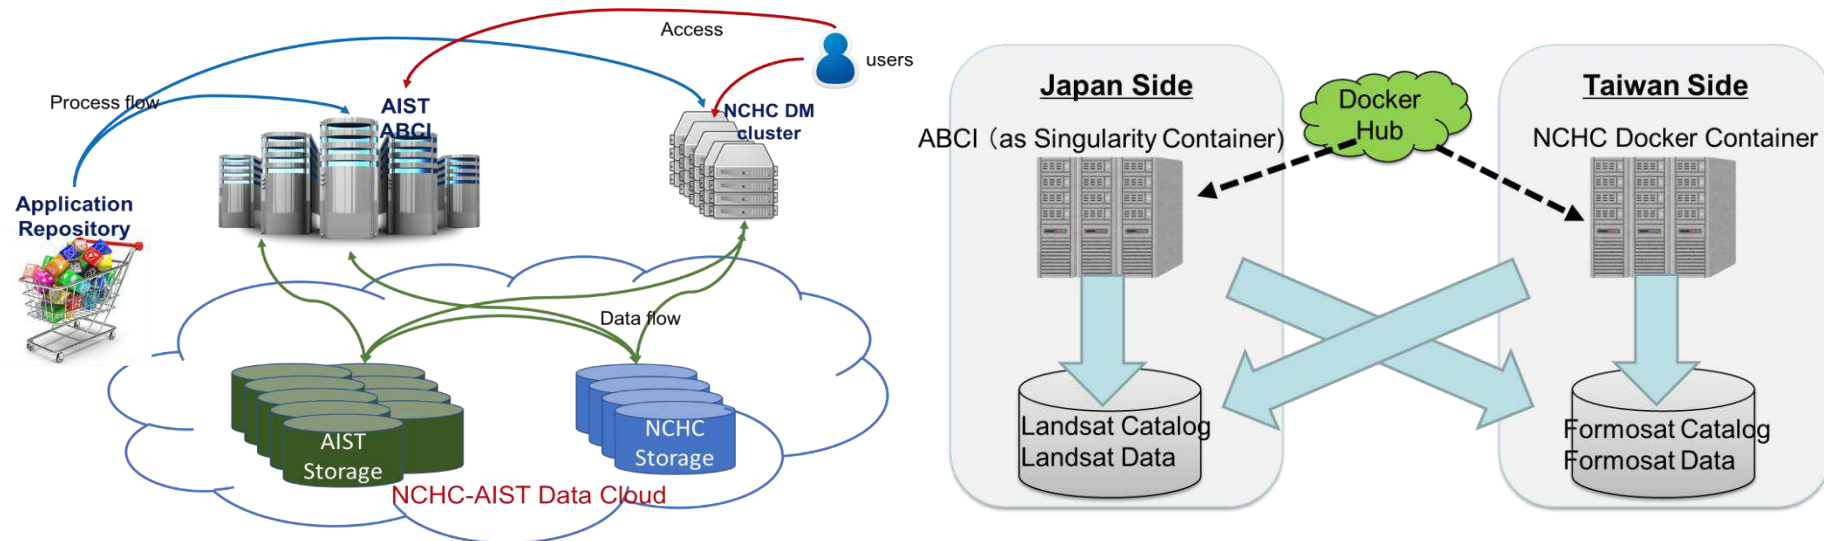 Access
users
Process flow
AIST
ABCI
NCHC DM
cluster
Application
Repository
Data flow
AIST
Storage
NCHC
Storage
NCHC-AIST Data Cloud
Japan Side
ABCI (as Singularity Container)
Docker
Hub
Taiwan Side
NCHC Docker Container
Landsat Catalog
Landsat Data
Formosat Catalog
Formosat Data